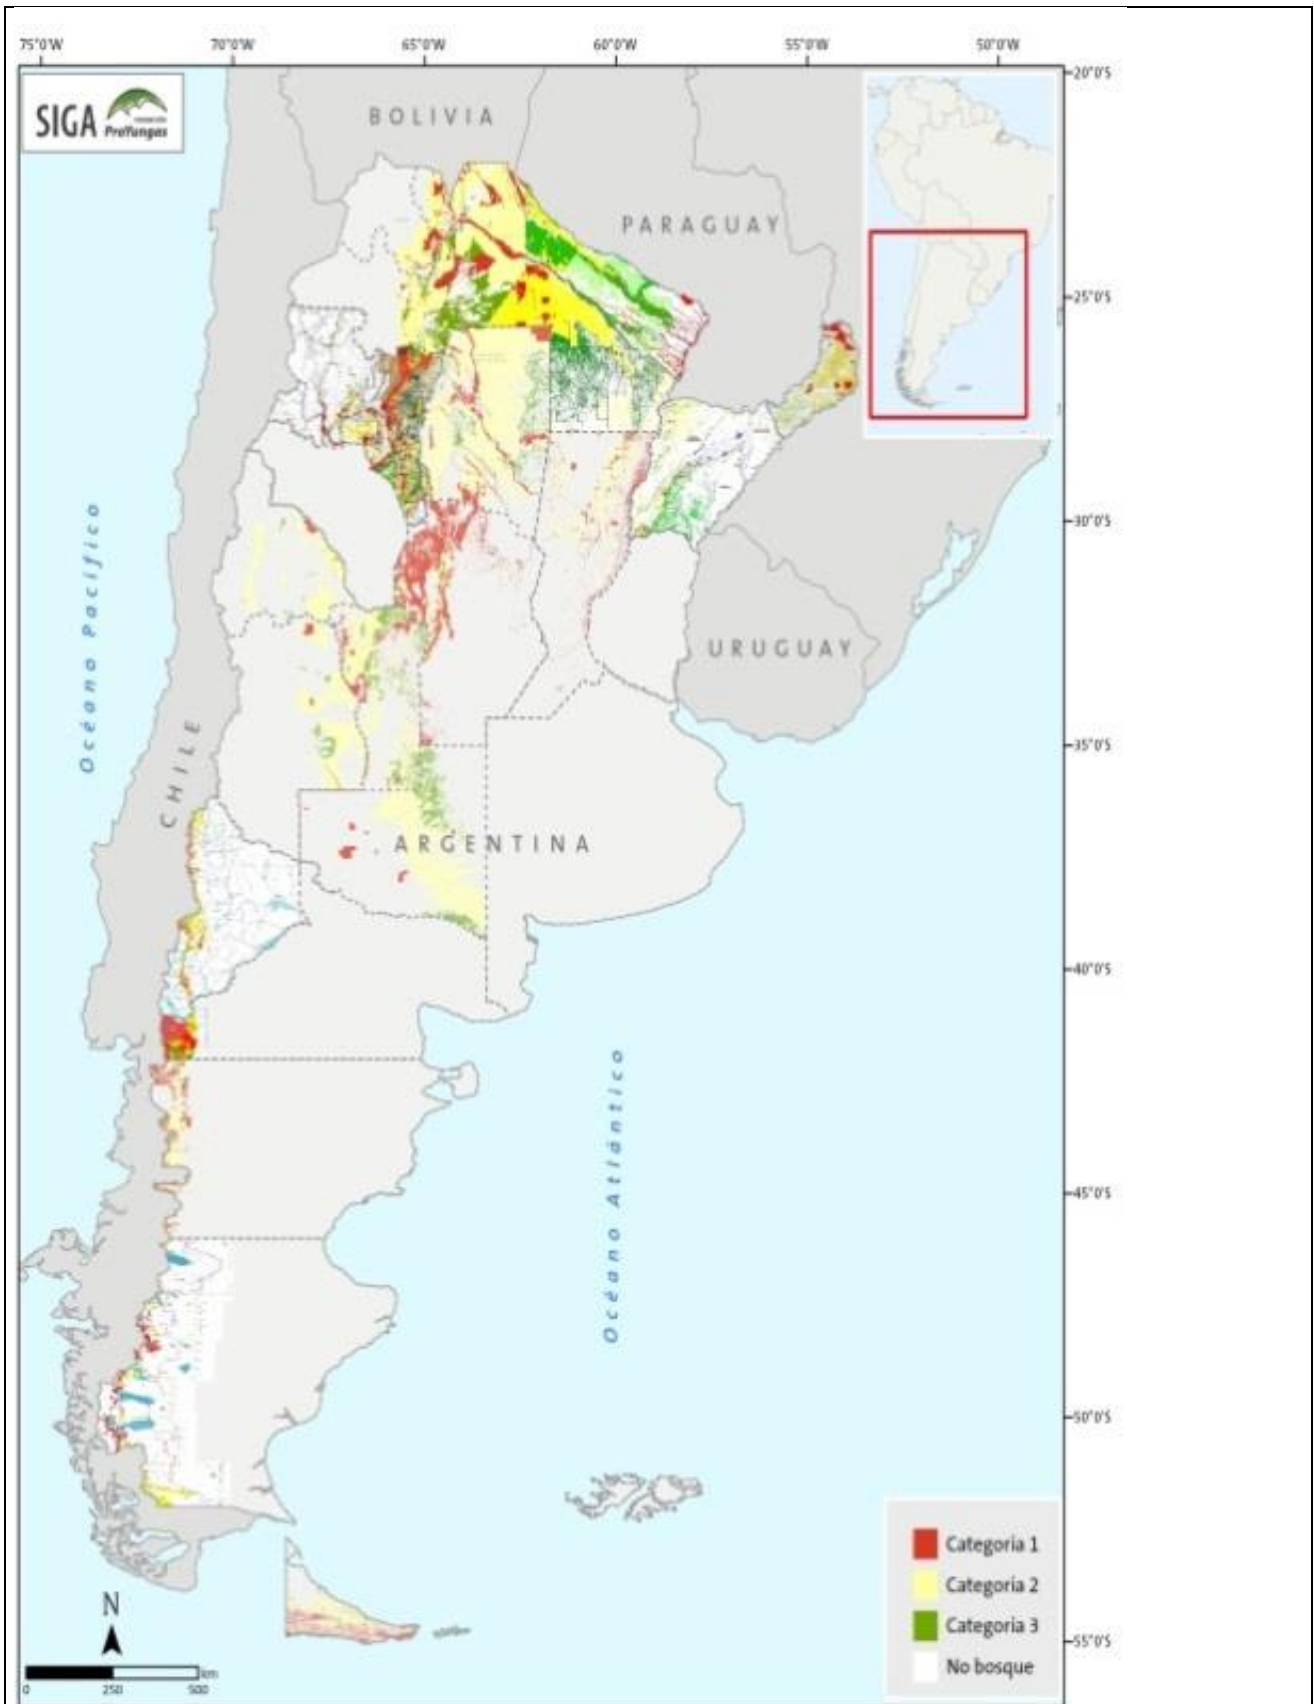 75°0'W 70°0'W 65°0'W 60°0'W 55°0'W 50°0'W
20°0'S
SIGA
ProYungas
BOLIVIA
PARAGUAY
25°0'S
30°0'S
Océano Pacífico
URUGUAY
CHILE
35°0'S
ARGENTINA
40°0'S
Océano Atlántico
45°0'S
50°0'S
Categoria 1
Categoria 2
Categoria 3
No bosque
N
km
0 250 500
55°0'S